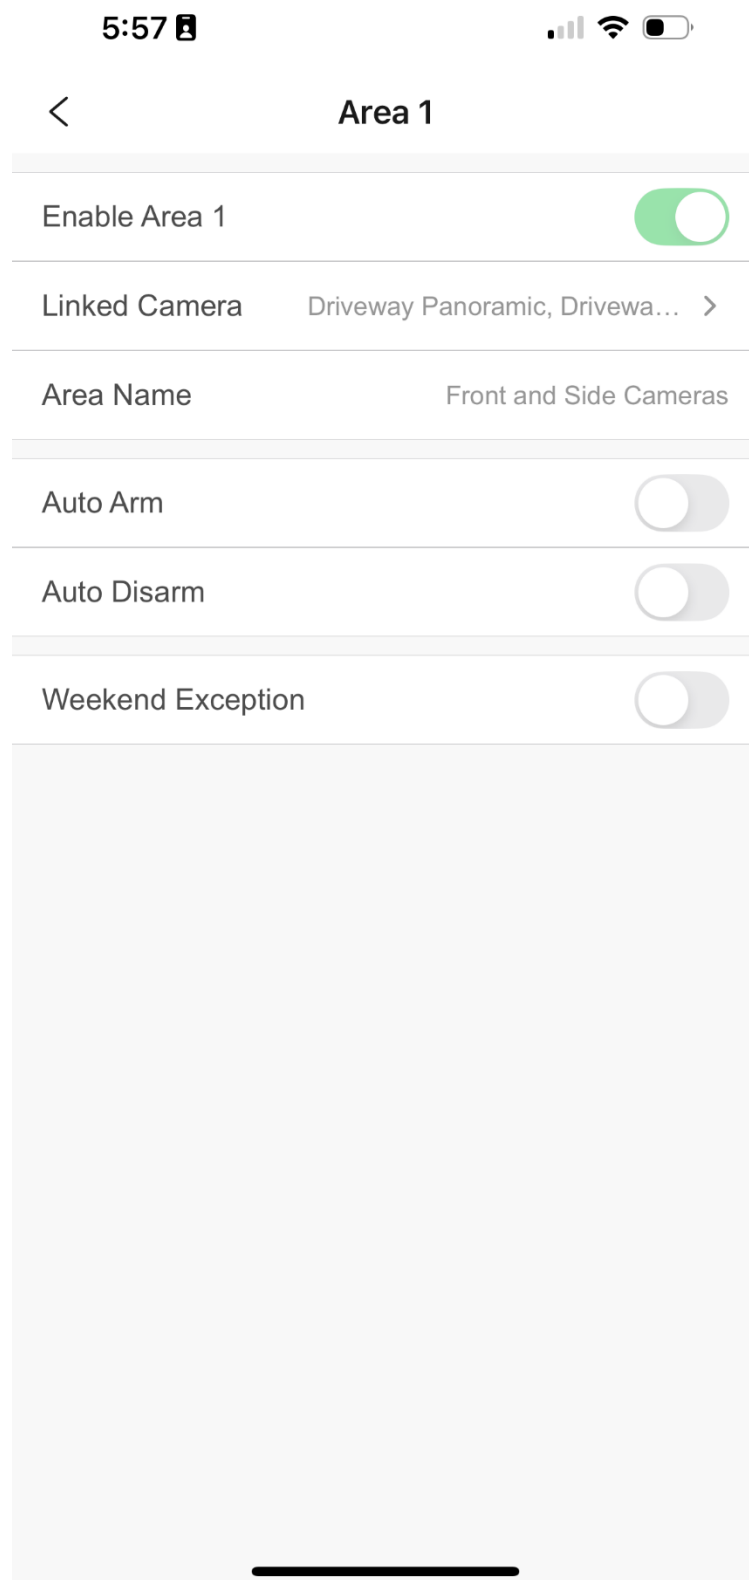 5:57
Area 1
Enable Area 1
Linked Camera Driveway Panoramic, Drivewa...
Area Name Front and Side Cameras
Auto Arm
Auto Disarm
Weekend Exception